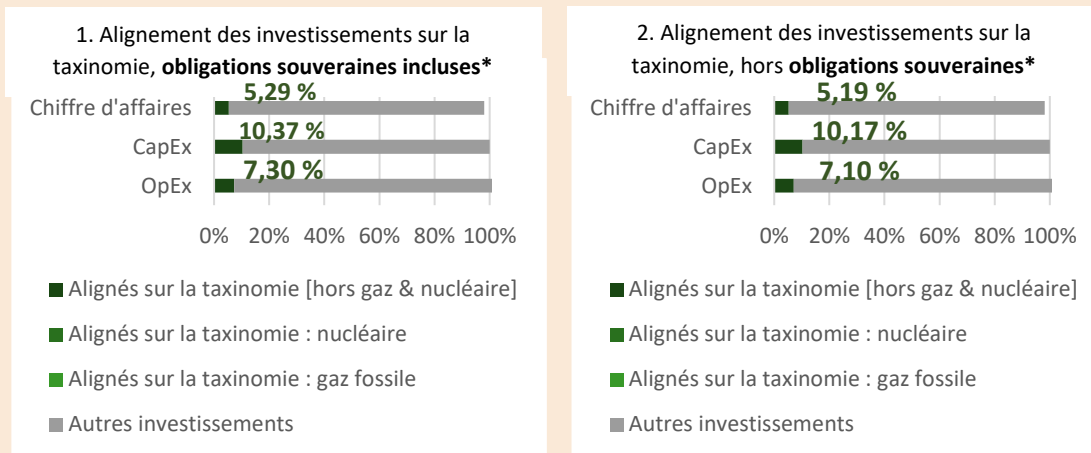 1. Alignement des investissements sur la
taxinomie, obligations souveraines incluses*
Chiffre d'affaires
5,29 %
CapEx
10,37 %
OpEx
7,30 %
0% 20% 40% 60% 80% 100%
Alignés sur la taxinomie [hors gaz & nucléaire]
Alignés sur la taxinomie : nucléaire
Alignés sur la taxinomie : gaz fossile
Autres investissements
2. Alignement des investissements sur la
taxinomie, hors obligations souveraines*
Chiffre d'affaires
5,19 %
CapEx
10,17 %
OpEx
7,10 %
0% 20% 40% 60% 80% 100%
Alignés sur la taxinomie [hors gaz & nucléaire]
Alignés sur la taxinomie : nucléaire
Alignés sur la taxinomie : gaz fossile
Autres investissements